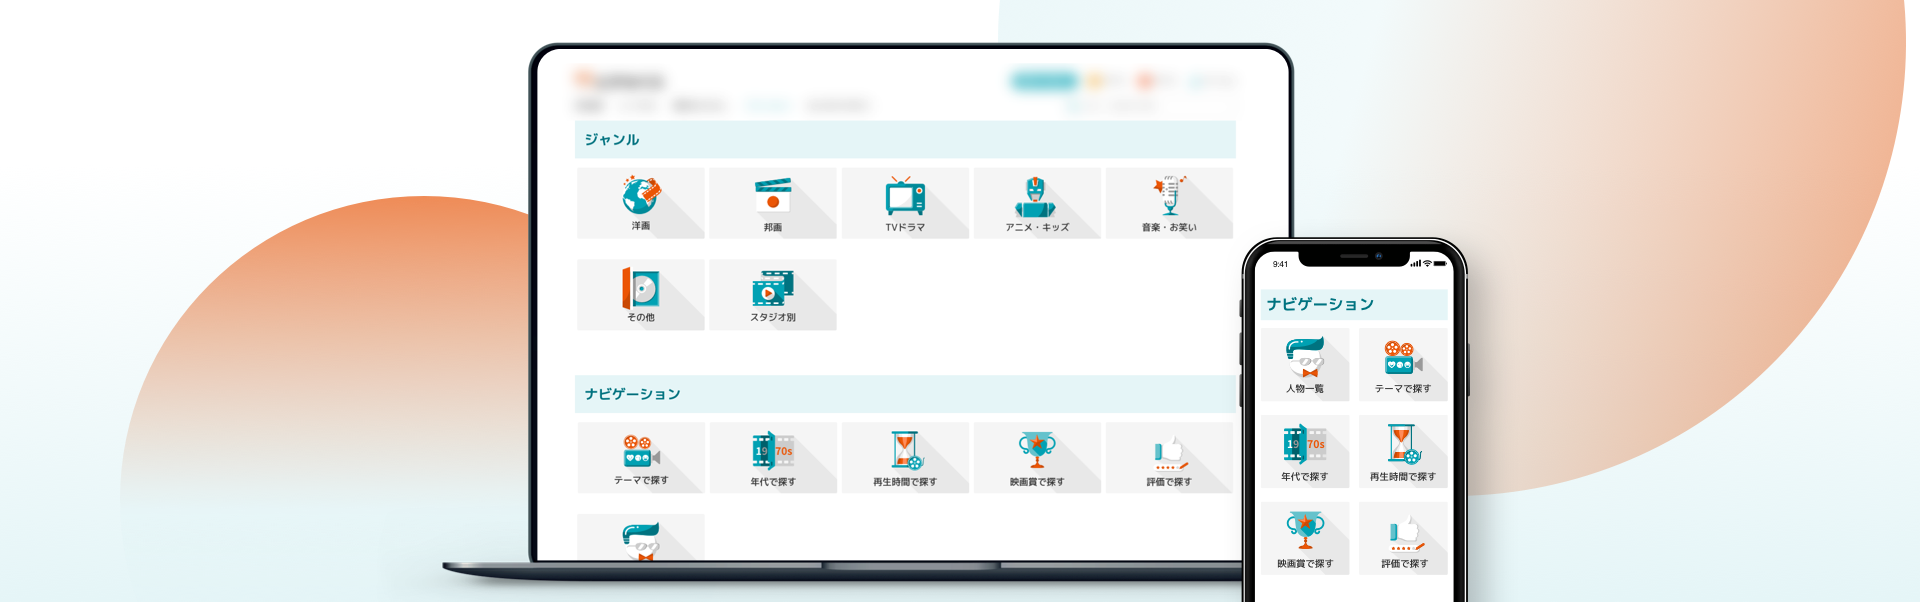 ジャンル
洋画
邦画
TVドラマ
アニメ・キッズ
音楽・お笑い
その他
スタジオ別
ナビゲーション
テーマで探す
19 70s
年代で探す
再生時間で探す
映画賞で探す
評価で探す
9:41
ナビゲーション
人物一覧
テーマで探す
19 70s
年代で探す
再生時間で探す
映画賞で探す
評価で探す